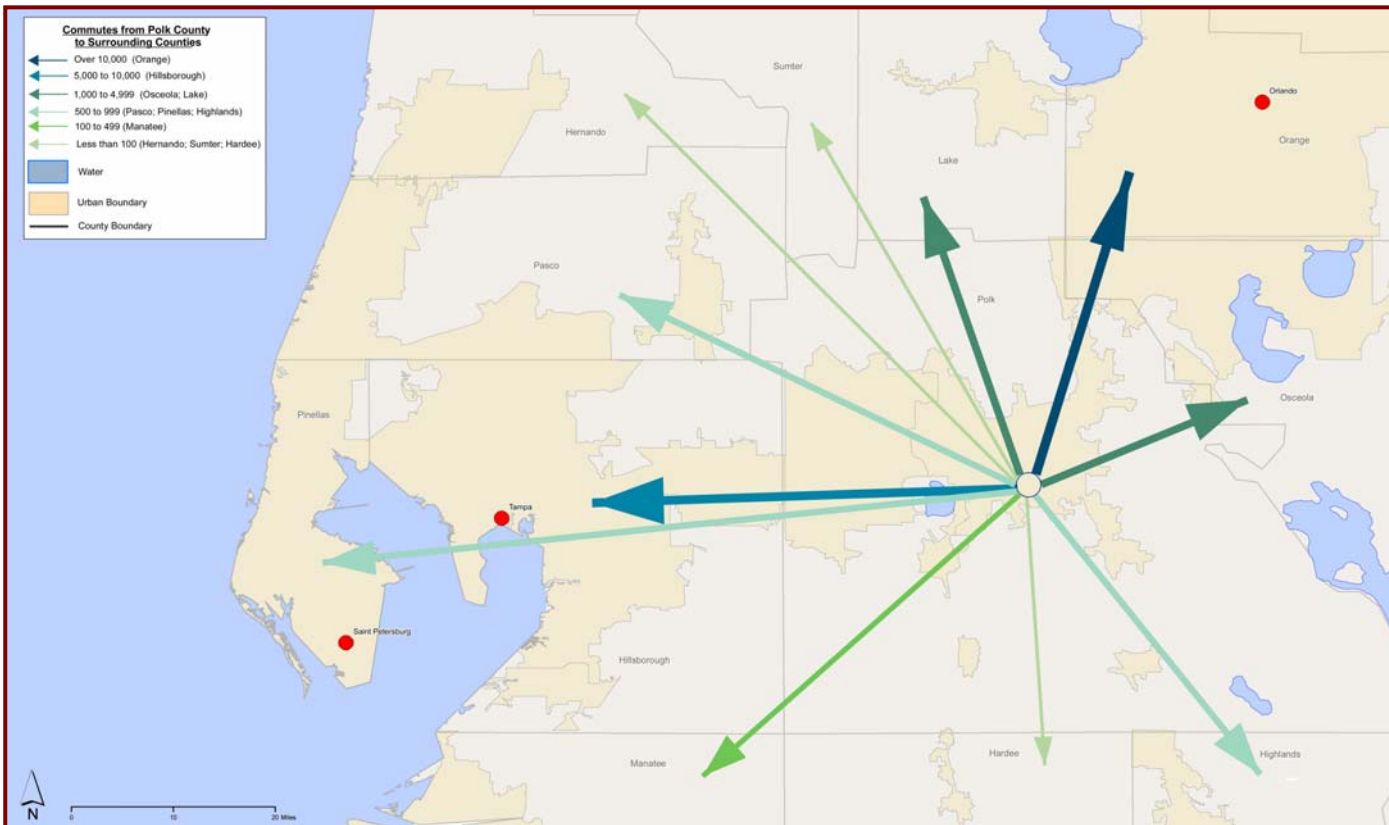 Commutes from Polk County
to Surrounding Counties
Over 10,000 (Orange)
5,000 to 10,000 (Hillsborough)
1,000 to 4,999 (Osceola; Lake)
500 to 999 (Pasco; Pinellas; Highlands)
100 to 499 (Manatee)
Less than 100 (Hernando; Sumter; Hardee)
Water
Urban Boundary
County Boundary
Sumter
Orlando
Hernando
Orange
Lake
Pasco
Polk
Osceola
Pinellas
Tampa
Saint Petersburg
Hillsborough
Manatee
Hardee
Highlands
N
0 10 20 Miles